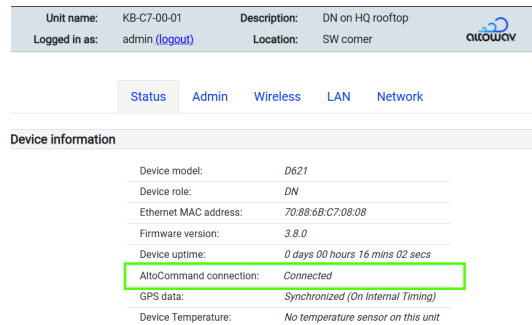 Unit name: KB-C7-00-01 Description: DN on HQ rooftop
Logged in as: admin (logout) Location: SW corner
altowav
Status Admin Wireless LAN Network
Device information
Device model: D621
Device role: DN
Ethernet MAC address: 70:88:6B:C7:08:08
Firmware version: 3.8.0
Device uptime: 0 days 00 hours 16 mins 02 secs
AltoCommand connection: Connected
GPS data: Synchronized (On Internal Timing)
Device Temperature: No temperature sensor on this unit